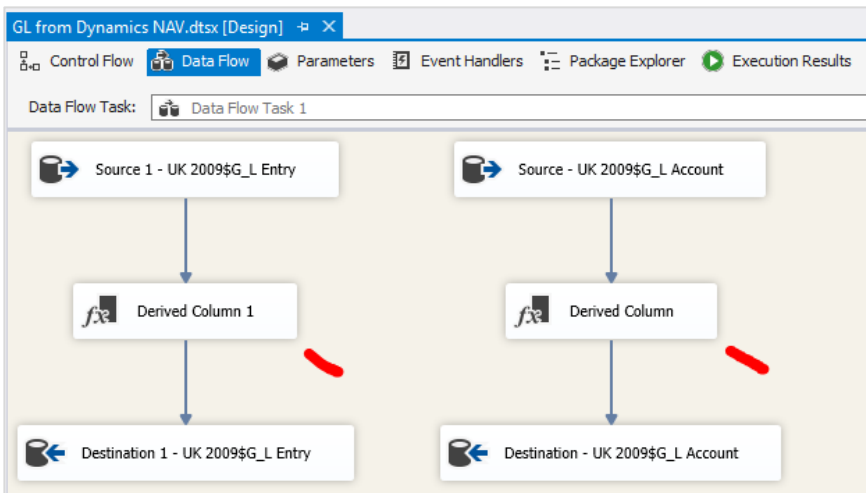 GL from Dynamics NAV.dtsx [Design]
Control Flow Data Flow Parameters Event Handlers Package Explorer Execution Results
Data Flow Task: Data Flow Task 1
Source 1 - UK 2009$G_L Entry
Source - UK 2009$G_L Account
fx Derived Column 1
fx Derived Column
Destination 1 - UK 2009$G_L Entry
Destination - UK 2009$G_L Account